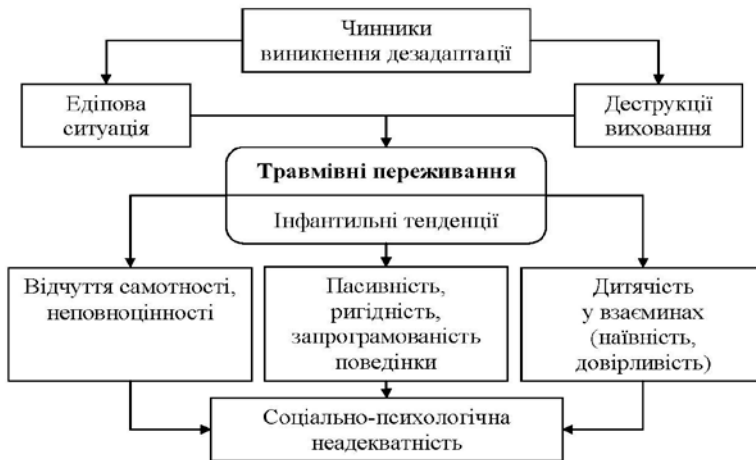 Чинники
виникнення дезадаптації
Едіпова
ситуація
Деструкції
виховання
Травмівні переживання
Інфантильні тенденції
Відчуття самотності,
неповноцінності
Пасивність,
ригідність,
запрограмованість
поведінки
Дитячість
у взаєминах
(наївність,
довірливість)
Соціально-психологічна
неадекватність